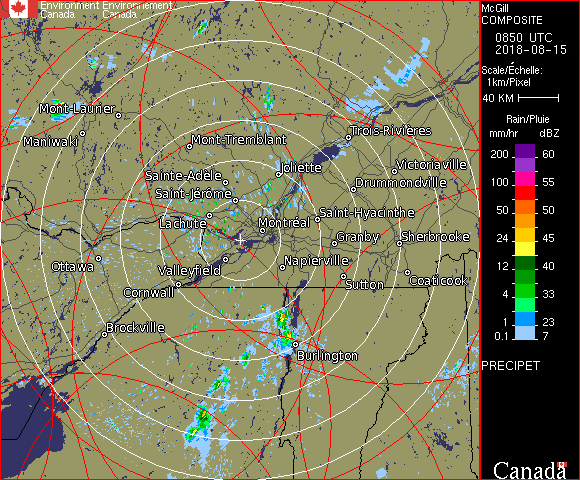 Environment Environnement
Canada Canada
McGill
COMPOSITE
0850 UTC
2018-08-15
Scale/Échelle:
1km/Pixel
40 KM
Rain/Pluie
mm/hr dBZ
200 60
150 57
100 55
50 50
24 45
12 40
4 33
1 23
0.1 7
PRECIPET
Canada
Mont-Laurier
Maniwaki
Mont-Tremblant
Trois-Rivières
Joliette
Victoriaville
Sainte-Adèle
Drummondville
Saint-Jérôme
Saint-Hyacinthe
Lachute
Montréal
Granby
Sherbrooke
Ottawa
Valleyfield
Napierville
Sutton
Coaticook
Cornwall
Brockville
Burlington